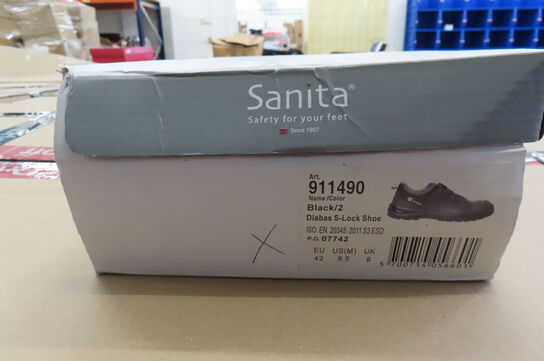 Sanita®
Safety for your feet
Since 1907
Art.
911490
Name/Color
Black/2
Diabas S-Lock Shoe
ISO EN 20345:2011 S3 ESD
P.O. 07742
EU US(M) UK
42 8.5 8
5700714056601
X